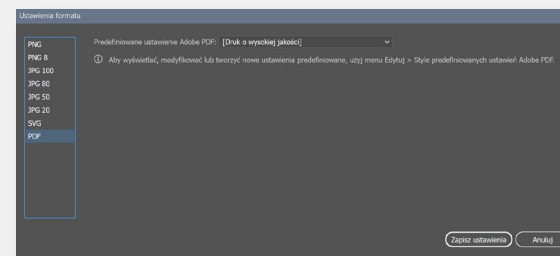 Ustawienia formatu
PNG
PNG 8
JPG 100
JPG 80
JPG 50
JPG 20
SVG
PDF
Predefiniowane ustawienie Adobe PDF: [Druk o wysokiej jakości]
Aby wyświetlać, modyfikować lub tworzyć nowe ustawienia predefiniowane, użyj menu Edytuj > Style predefiniowanych ustawień Adobe PDF.
Zapisz ustawienia Anuluj